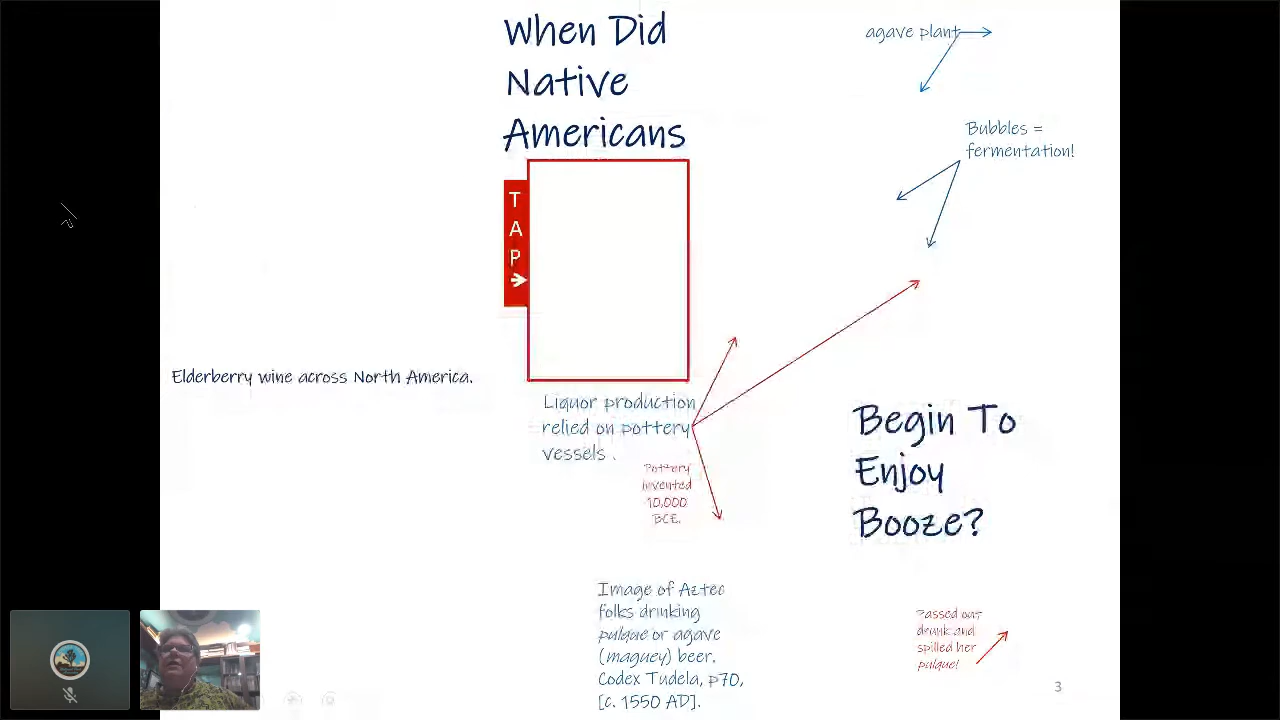 When Did
Native
Americans
T
A
P
Elderberry wine across North America.
Liquor production
relied on pottery
vessels .
Pottery
invented
10,000
BCE.
Image of Aztec
folks drinking
pulque or agave
(maguey) beer.
Codex Tudela, p70,
[c. 1550 AD].
agave plant
Bubbles =
fermentation!
Begin To
Enjoy
Booze?
Passed out
drunk and
spilled her
pulque!
3